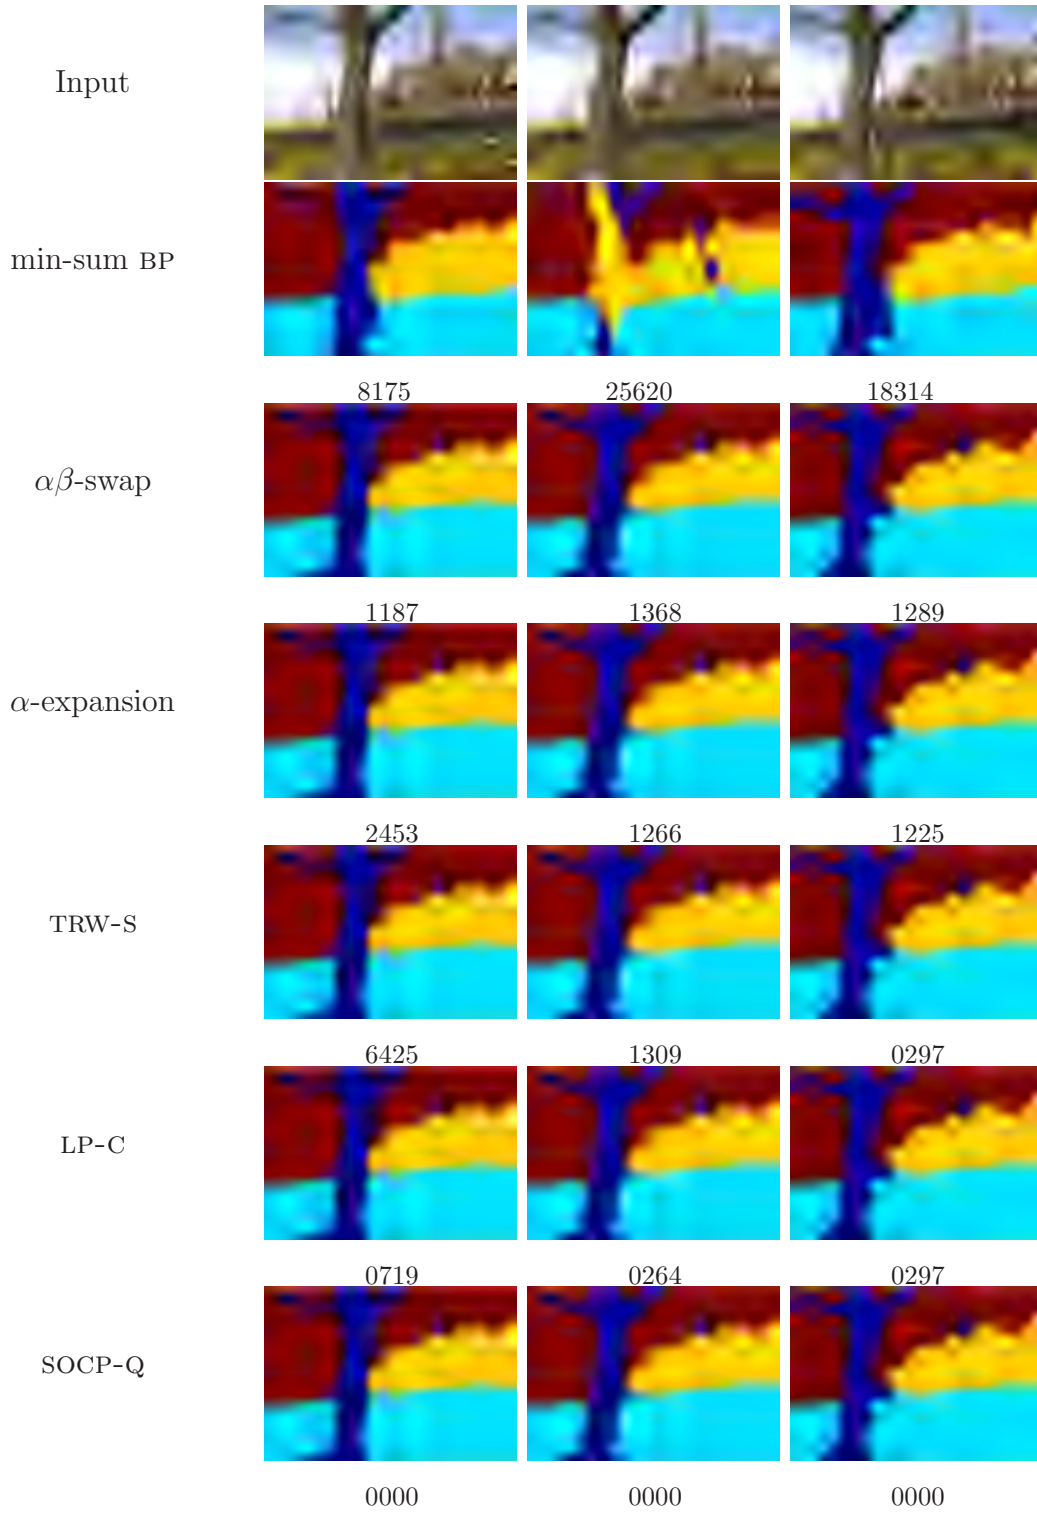 Input
min-sum BP
8175 25620 18314
αβ-swap
1187 1368 1289
α-expansion
2453 1266 1225
TRW-S
6425 1309 0297
LP-C
0719 0264 0297
SOCP-Q
0000 0000 0000